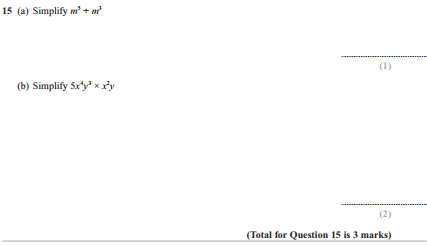 15 (a) Simplify m⁵ ÷ m³
(1)
(b) Simplify 5x⁴y³ × x²y
(2)
(Total for Question 15 is 3 marks)